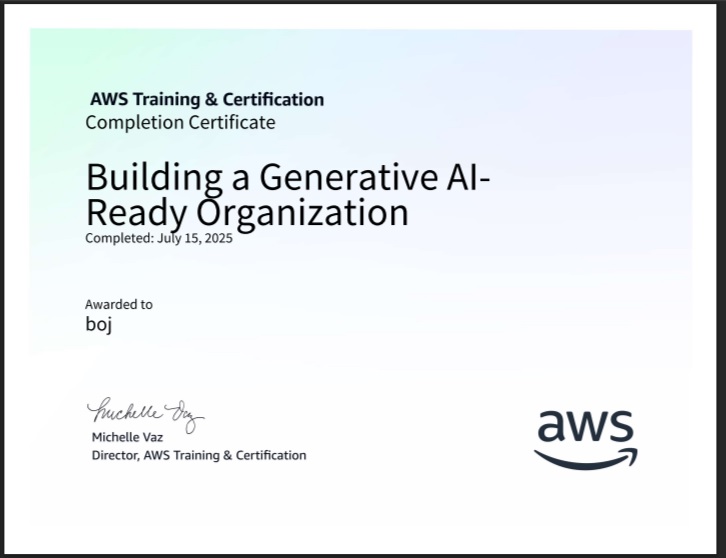 AWS Training & Certification
Completion Certificate
Building a Generative AI-
Ready Organization
Completed: July 15, 2025
Awarded to
boj
Michelle Vaz
Michelle Vaz
Director, AWS Training & Certification
aws